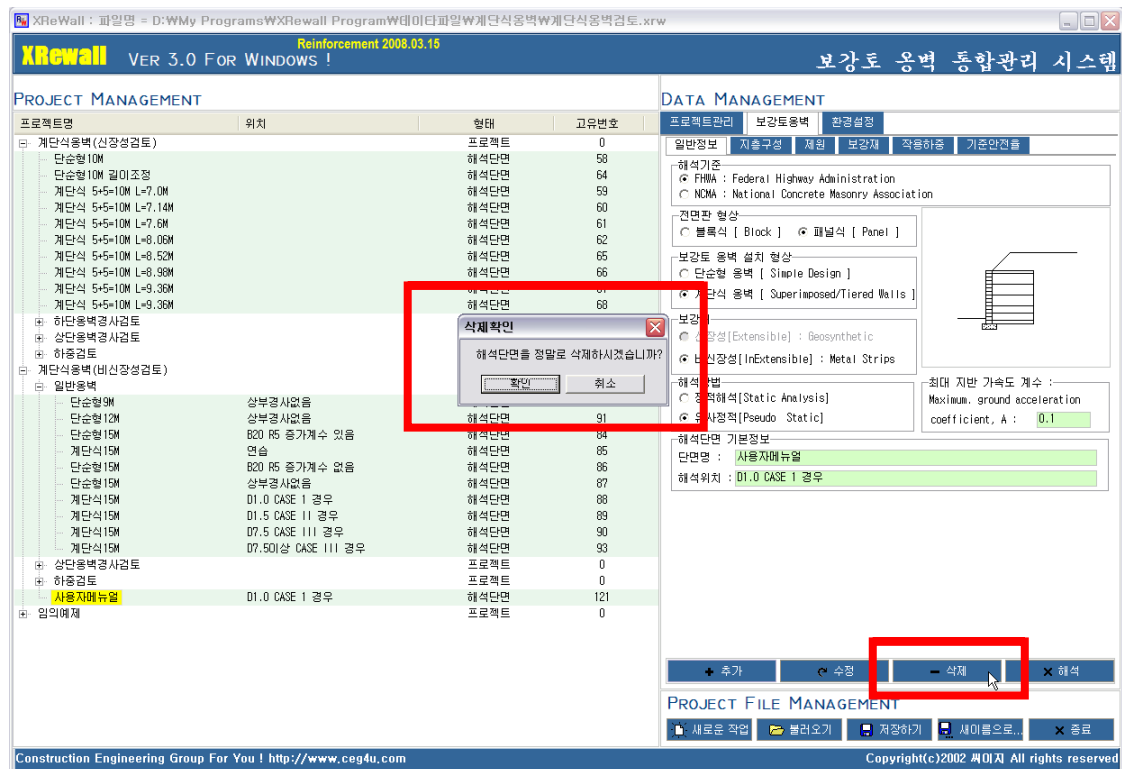 XReWall : 파일명 = D:₩My Programs₩XRewall Program₩데이타파일₩계단식옹벽₩계단식옹벽검토.xrw
XRewall VER 3.0 FOR WINDOWS !
Reinforcement 2008.03.15
보강토 옹벽 통합관리 시스템
PROJECT MANAGEMENT
프로젝트명 위치 형태 고유번호
계단식옹벽(신장성검토) 프로젝트 0
단순형10M 해석단면 58
단순형10M 길이조정 해석단면 64
계단식 5+5=10M L=7.0M 해석단면 59
계단식 5+5=10M L=7.14M 해석단면 60
계단식 5+5=10M L=7.6M 해석단면 61
계단식 5+5=10M L=8.06M 해석단면 62
계단식 5+5=10M L=8.52M 해석단면 65
계단식 5+5=10M L=8.98M 해석단면 66
계단식 5+5=10M L=9.36M
계단식 5+5=10M L=9.36M 해석단면 68
하단옹벽경사검토
상단옹벽경사검토
하중검토
계단식옹벽(비신장성검토)
일반옹벽
단순형9M 상부경사없음
단순형12M 상부경사없음 해석단면 91
단순형15M B20 R5 증가계수 있음 해석단면 84
계단식15M 연습 해석단면 85
단순형15M B20 R5 증가계수 없음 해석단면 86
단순형15M 상부경사없음 해석단면 87
계단식15M D1.0 CASE 1 경우 해석단면 88
계단식15M D1.5 CASE II 경우 해석단면 89
계단식15M D7.5 CASE III 경우 해석단면 90
계단식15M D7.5이상 CASE III 경우 해석단면 93
상단옹벽경사검토 프로젝트 0
하중검토 프로젝트 0
사용자메뉴얼 D1.0 CASE 1 경우 해석단면 121
임의예제 프로젝트 0
삭제확인
해석단면을 정말로 삭제하시겠습니까?
확인 취소
DATA MANAGEMENT
프로젝트관리 보강토옹벽 환경설정
일반정보 지층구성 제원 보강재 작용하중 기준안전율
해석기준
FHWA : Federal Highway Administration
NCMA : National Concrete Masonry Association
전면판 형상
블록식 [ Block ] 패널식 [ Panel ]
보강토 옹벽 설치 형상
단순형 옹벽 [ Simple Design ]
계단식 옹벽 [ Superimposed/Tiered Walls ]
신장성[Extensible] : Geosynthetic
비신장성[InExtensible] : Metal Strips
해석방법
정적해석[Static Analysis]
유사정적[Pseudo Static]
최대 지반 가속도 계수 :
Maximum. ground acceleration
coefficient, A : 0.1
해석단면 기본정보
단면명 : 사용자메뉴얼
해석위치 : D1.0 CASE 1 경우
추가 수정 삭제 해석
PROJECT FILE MANAGEMENT
새로운 작업 불러오기 저장하기 새이름으로... 종료
Construction Engineering Group For You ! http://www.ceg4u.com
Copyright(c)2002 씨이지 All rights reserved